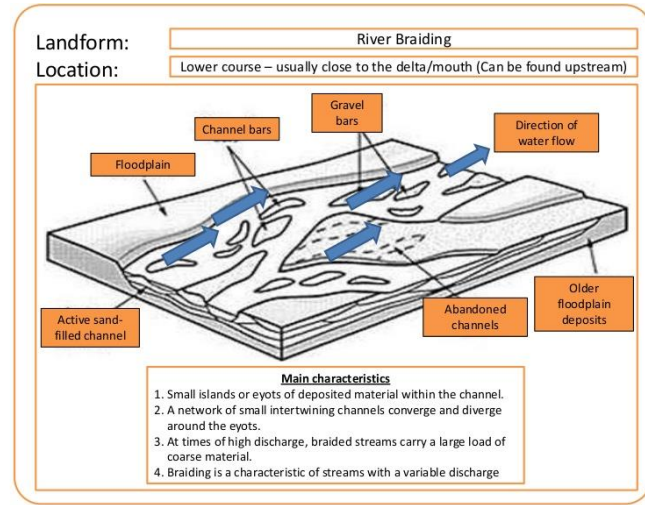 Landform:
River Braiding
Location:
Lower course – usually close to the delta/mouth (Can be found upstream)
Gravel
bars
Channel bars
Direction of
water flow
Floodplain
Active sand-
filled channel
Abandoned
channels
Older
floodplain
deposits
Main characteristics
1. Small islands or eyots of deposited material within the channel.
2. A network of small intertwining channels converge and diverge
around the eyots.
3. At times of high discharge, braided streams carry a large load of
coarse material.
4. Braiding is a characteristic of streams with a variable discharge